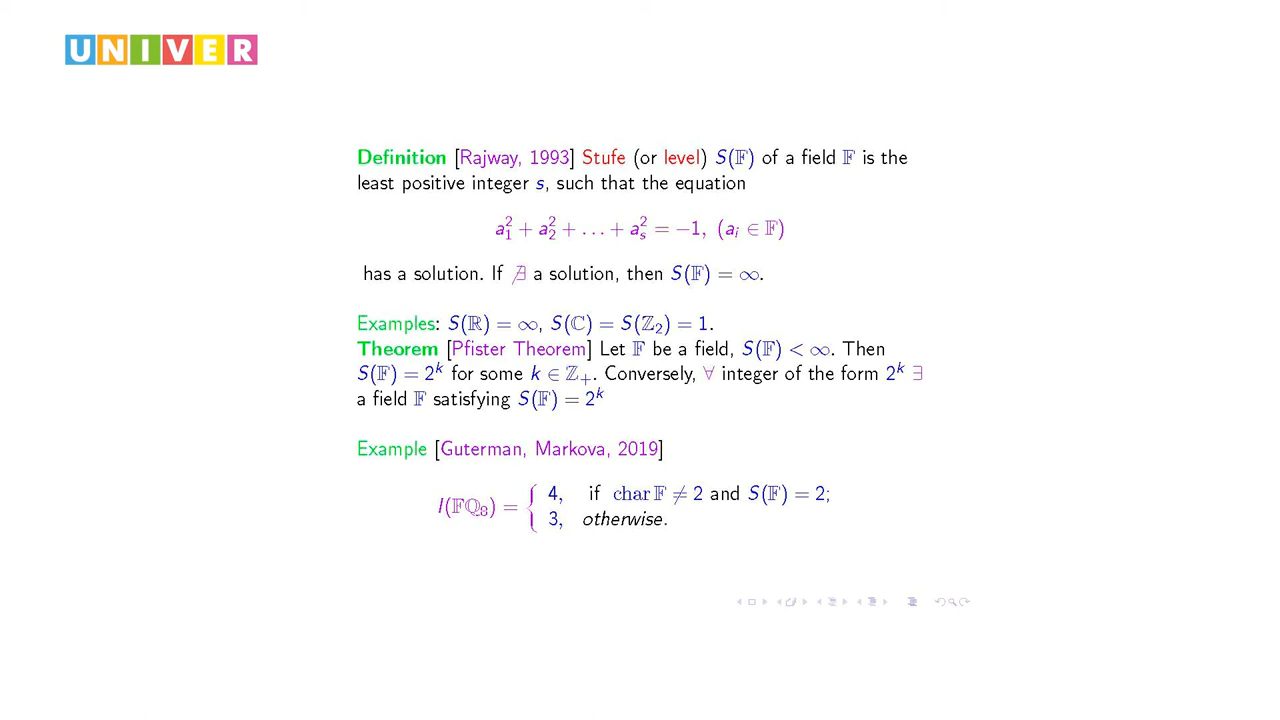 UNIVER
Definition [Rajway, 1993] Stufe (or level) S(𝔽) of a field 𝔽 is the
least positive integer s, such that the equation
a₁² + a₂² + … + aₛ² = −1, (aᵢ ∈ 𝔽)
has a solution. If ∄ a solution, then S(𝔽) = ∞.
Examples: S(ℝ) = ∞, S(ℂ) = S(ℤ₂) = 1.
Theorem [Pfister Theorem] Let 𝔽 be a field, S(𝔽) < ∞. Then
S(𝔽) = 2ᵏ for some k ∈ ℤ₊. Conversely, ∀ integer of the form 2ᵏ ∃
a field 𝔽 satisfying S(𝔽) = 2ᵏ
Example [Guterman, Markova, 2019]
l(𝔽ℚ₈) = { 4, if char 𝔽 ≠ 2 and S(𝔽) = 2;
3, otherwise.